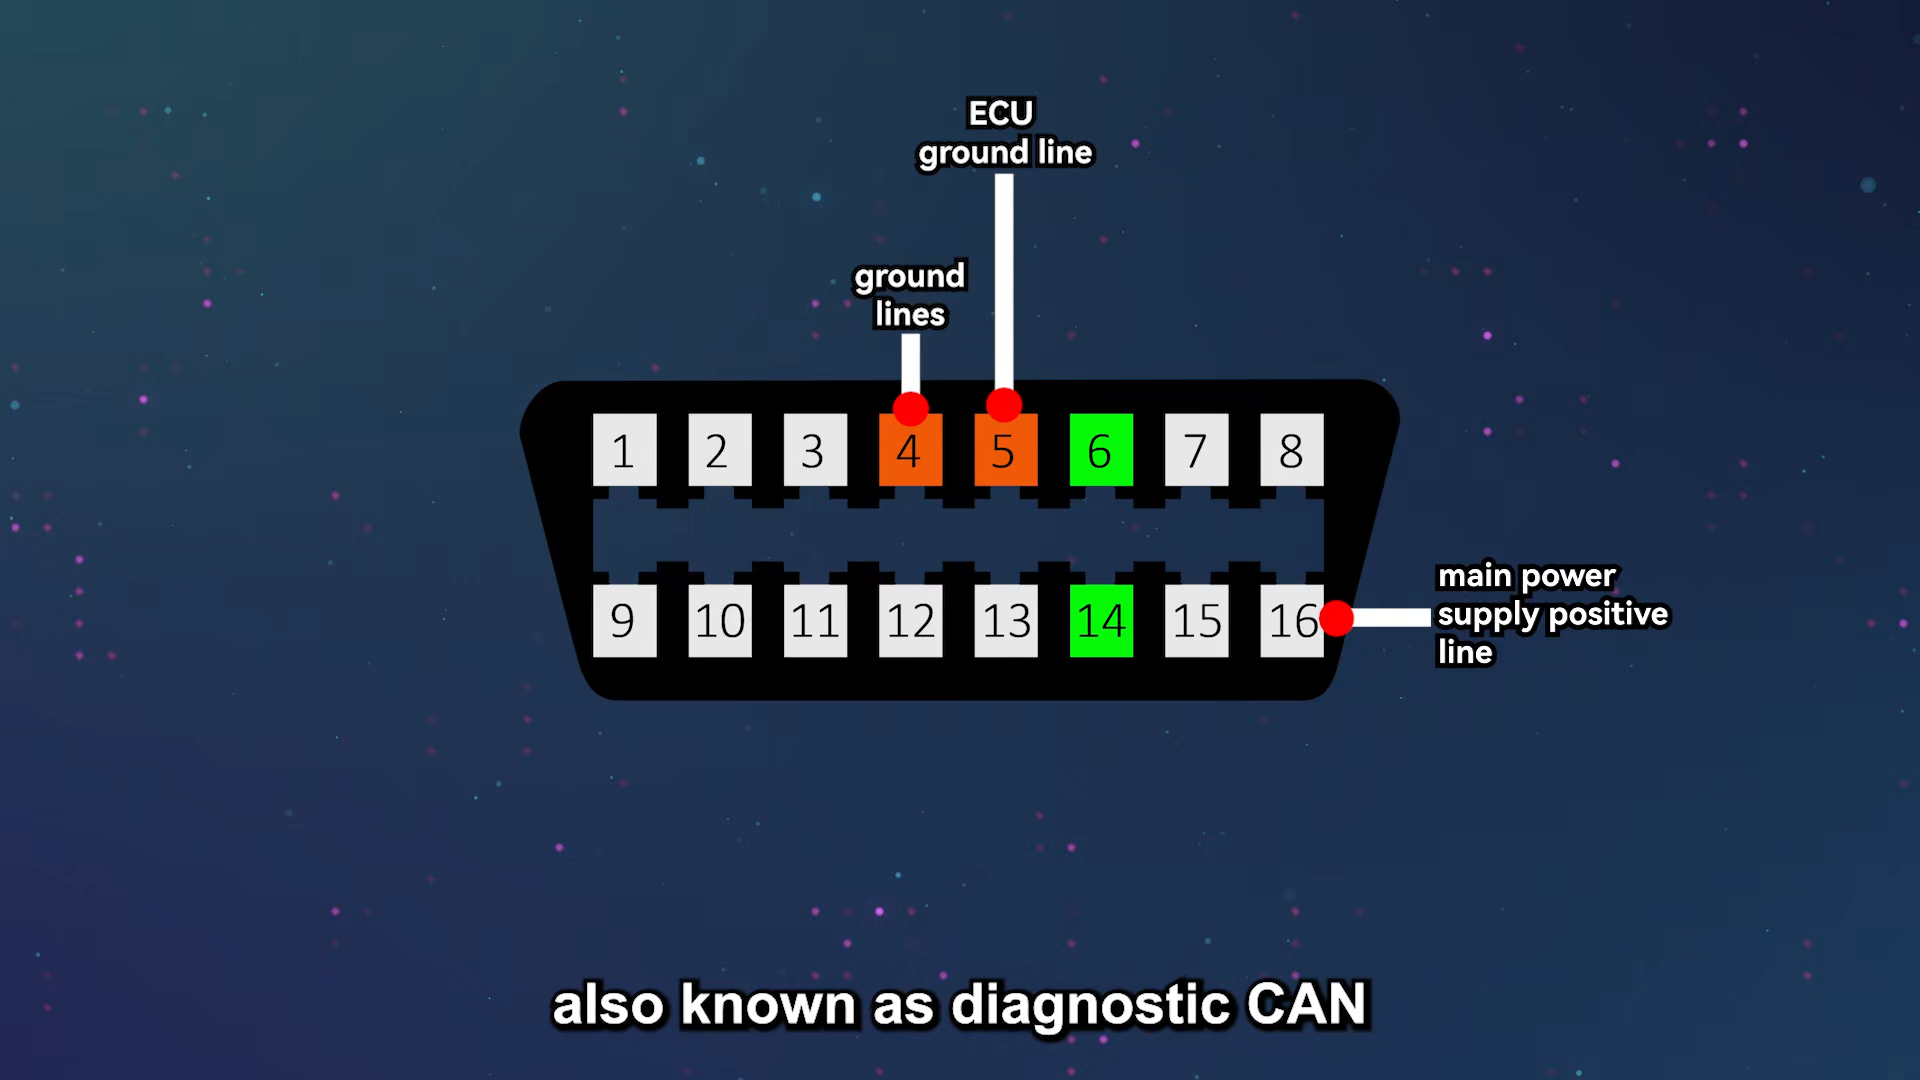 ECU
ground line
ground
lines
1 2 3 4 5 6 7 8
main power
supply positive
line
9 10 11 12 13 14 15 16
also known as diagnostic CAN